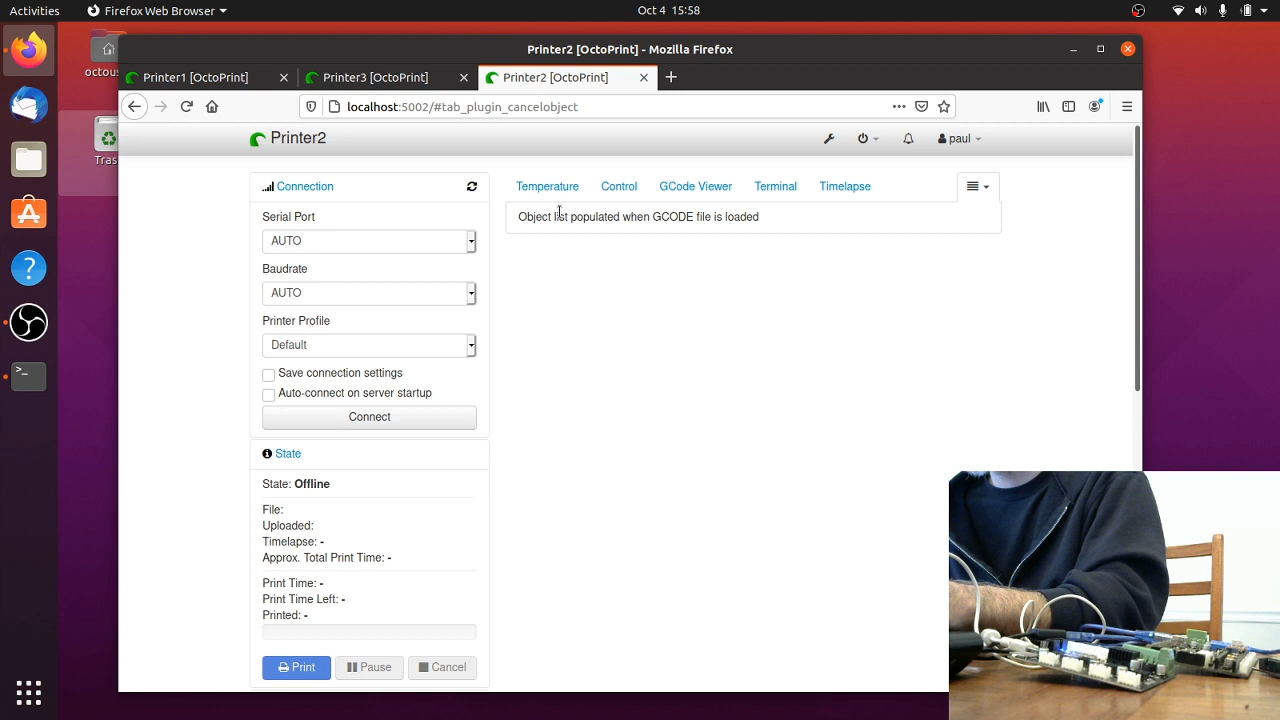 Activities
Firefox Web Browser
Oct 4 15:58
Printer2 [OctoPrint] - Mozilla Firefox
Printer1 [OctoPrint]
Printer3 [OctoPrint]
Printer2 [OctoPrint]
localhost:5002/#tab_plugin_cancelobject
octous
Tras
Printer2
paul
Connection
Serial Port
AUTO
Baudrate
AUTO
Printer Profile
Default
Save connection settings
Auto-connect on server startup
Connect
State
State: Offline
File:
Uploaded:
Timelapse: -
Approx. Total Print Time: -
Print Time: -
Print Time Left: -
Printed: -
Print
Pause
Cancel
Temperature
Control
GCode Viewer
Terminal
Timelapse
Object list populated when GCODE file is loaded